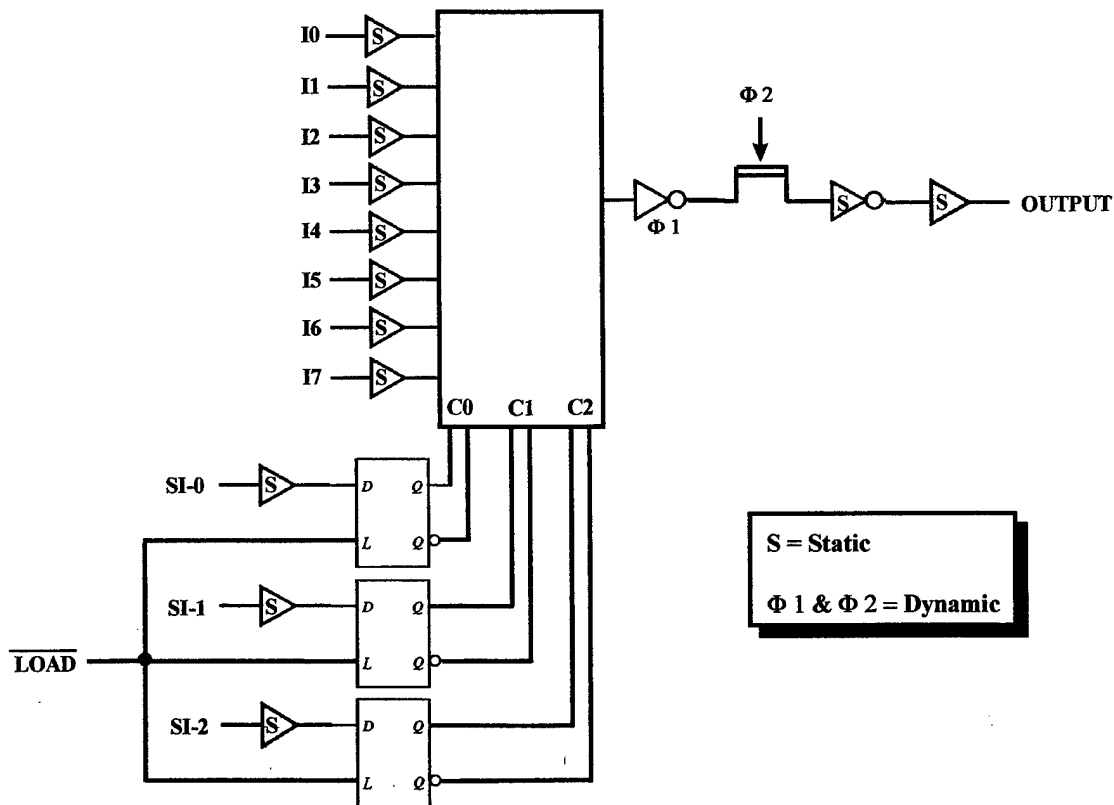 I0
I1
I2
I3
I4
I5
I6
I7
S
S
S
S
S
S
S
S
C0 C1 C2
Φ 1
Φ 2
S
S
OUTPUT
SI-0
S
D Q
L Q
SI-1
S
D Q
L Q
SI-2
S
D Q
L Q
LOAD
S = Static
Φ 1 & Φ 2 = Dynamic